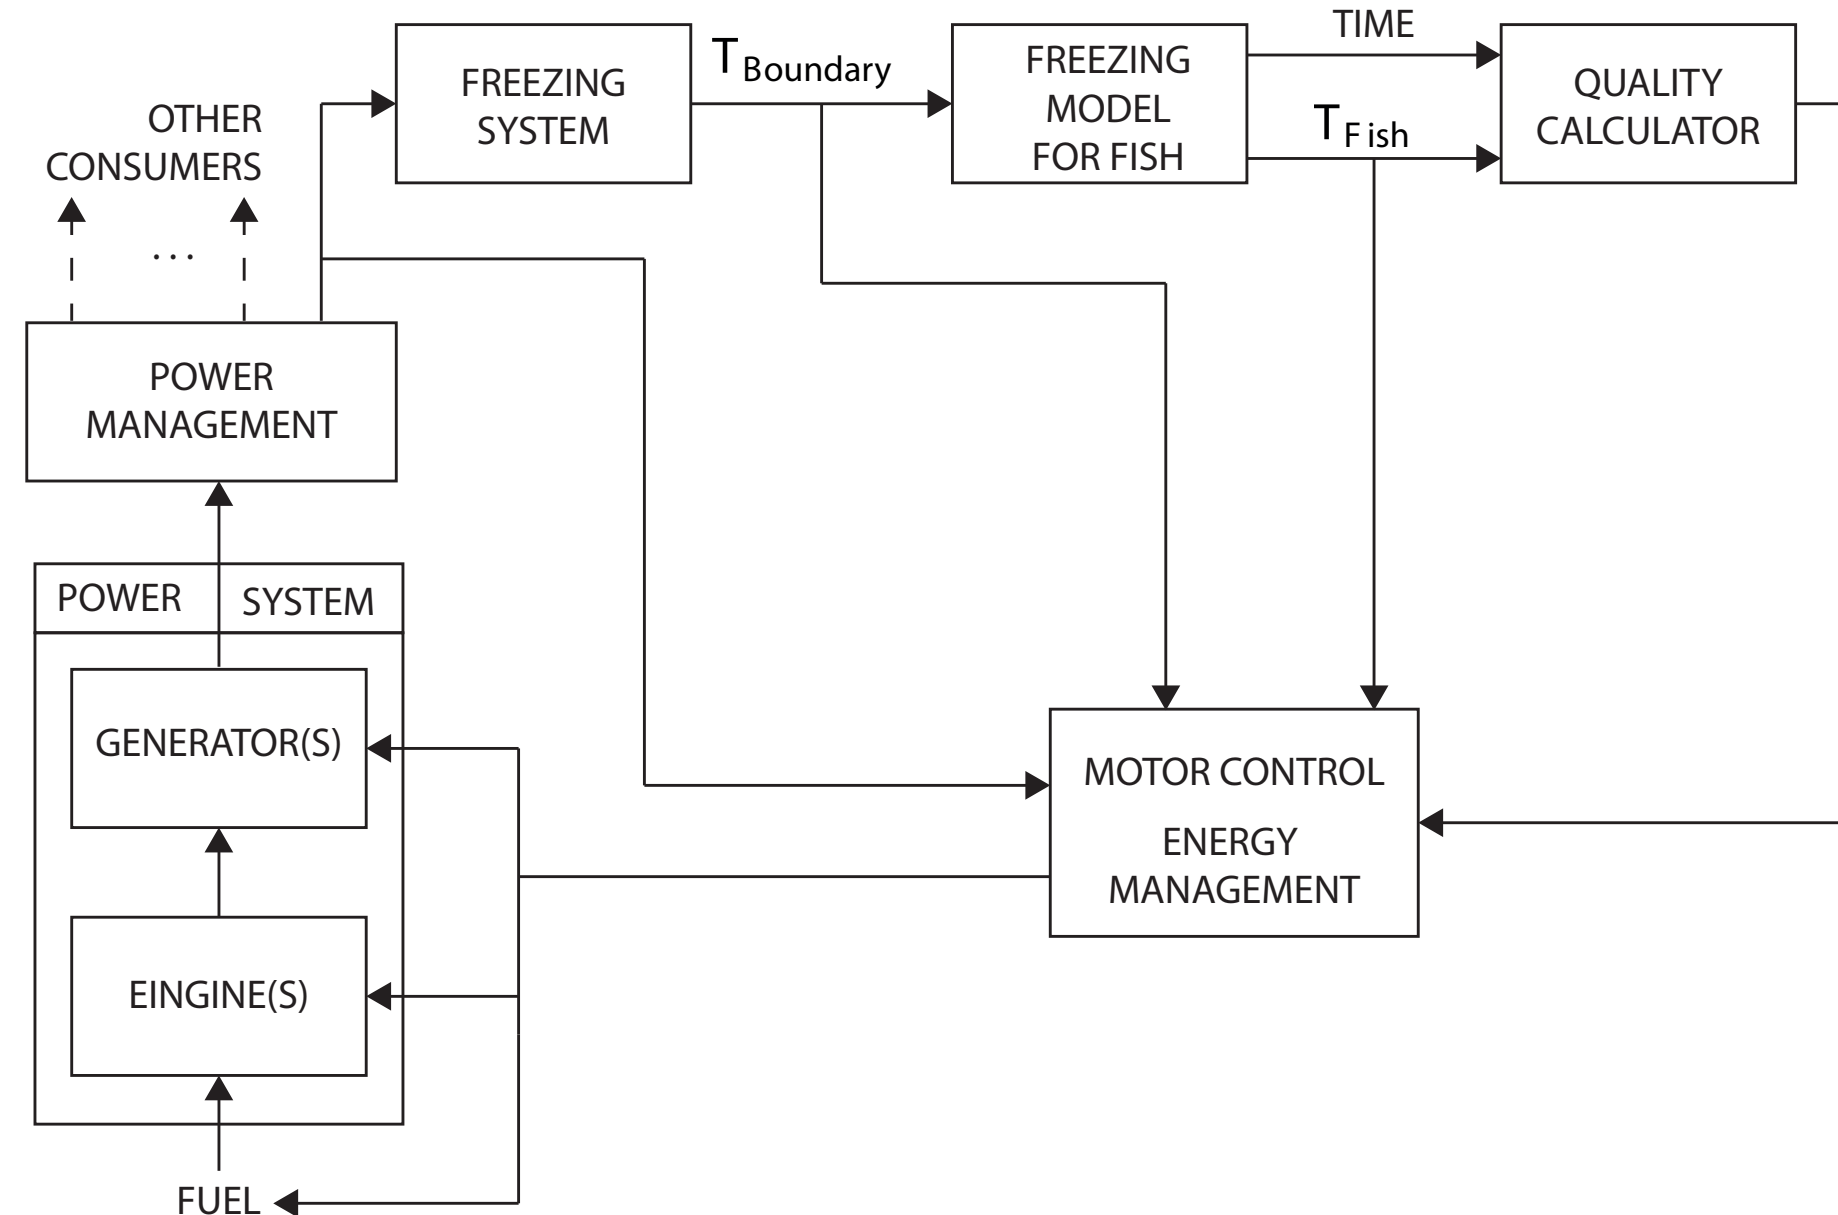 OTHER
CONSUMERS
...
FREEZING
SYSTEM
T Boundary
FREEZING
MODEL
FOR FISH
TIME
T Fish
QUALITY
CALCULATOR
POWER
MANAGEMENT
POWER SYSTEM
GENERATOR(S)
EINGINE(S)
FUEL
MOTOR CONTROL
ENERGY
MANAGEMENT